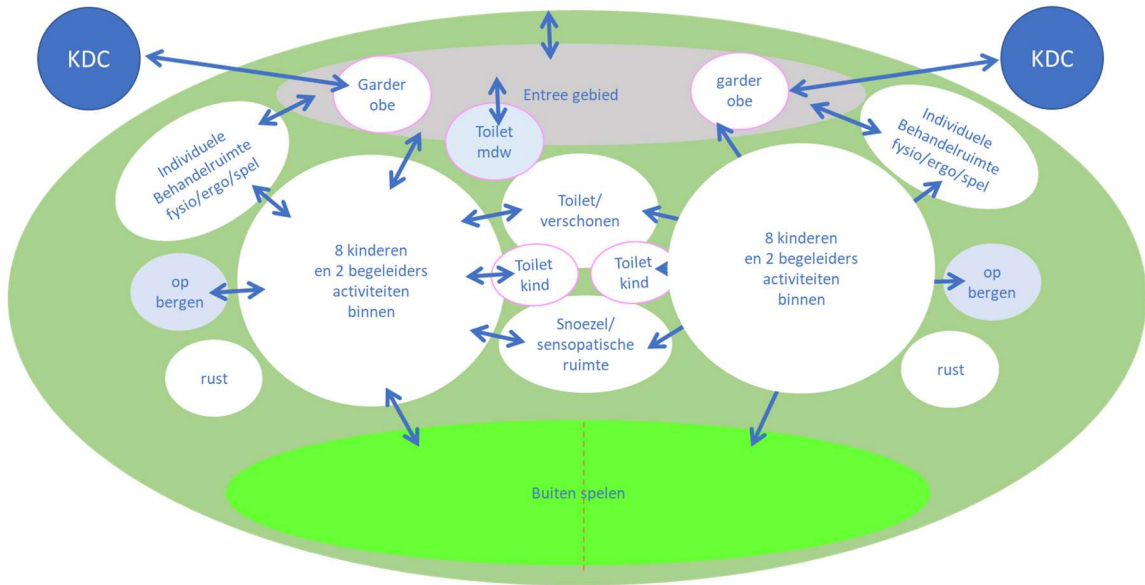 KDC
KDC
Garder
obe
garder
obe
Entree gebied
Toilet
mdw
Individuele
Behandelruimte
fysio/ergo/spel
Individuele
Behandelruimte
fysio/ergo/spel
Toilet/
verschonen
8 kinderen
en 2 begeleiders
activiteiten
binnen
8 kinderen
en 2 begeleiders
activiteiten
binnen
Toilet
kind
Toilet
kind
op
bergen
op
bergen
Snoezel/
sensopatische
ruimte
rust
rust
Buiten spelen